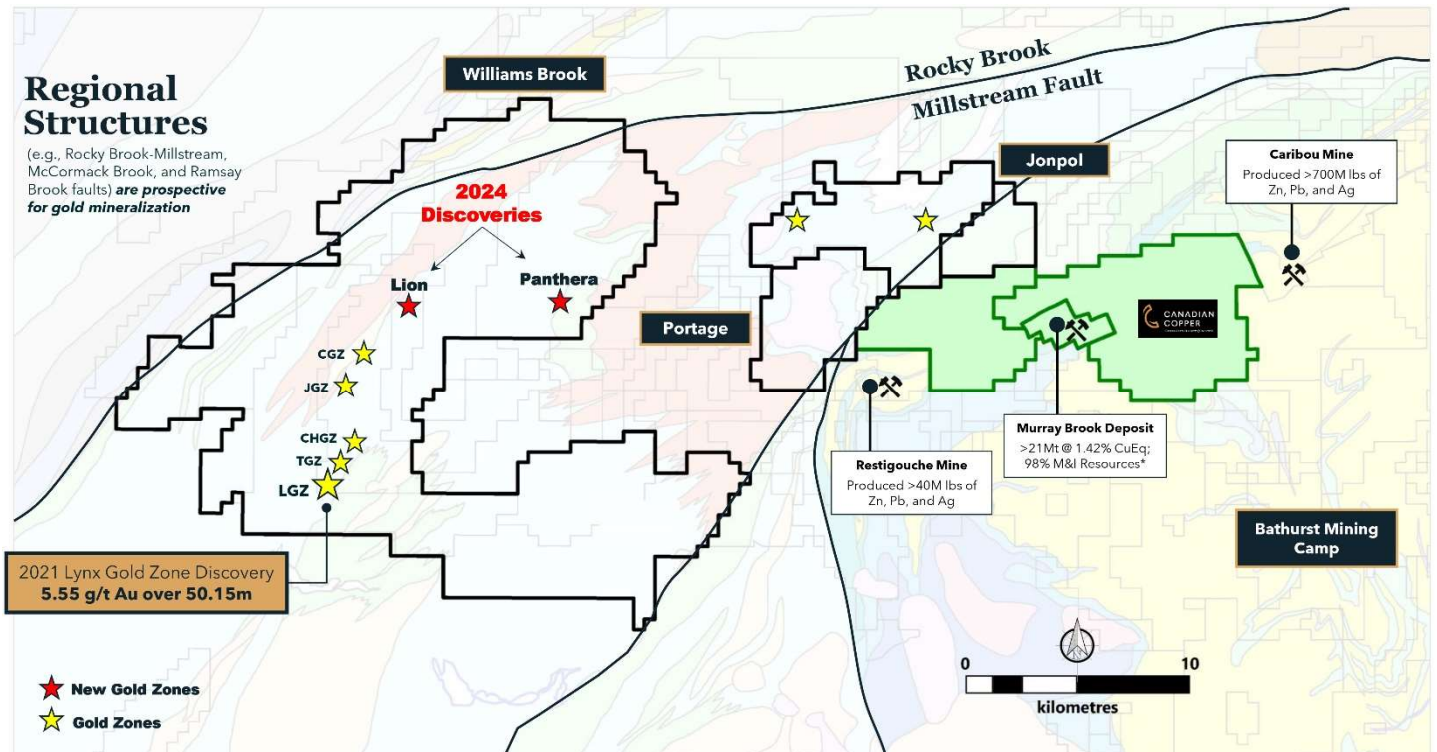 Regional
Structures
(e.g., Rocky Brook-Millstream,
McCormack Brook, and Ramsay
Brook faults) are prospective
for gold mineralization
Williams Brook
Rocky Brook
Millstream Fault
Jonpol
Caribou Mine
Produced >700M lbs of
Zn, Pb, and Ag
2024
Discoveries
Lion
Panthera
Portage
CANADIAN
COPPER
CGZ
JGZ
CHGZ
TGZ
LGZ
Restigouche Mine
Produced >40M lbs of
Zn, Pb, and Ag
Murray Brook Deposit
>21Mt @ 1.42% CuEq;
98% M&I Resources*
Bathurst Mining
Camp
2021 Lynx Gold Zone Discovery
5.55 g/t Au over 50.15m
New Gold Zones
Gold Zones
0 10
kilometres